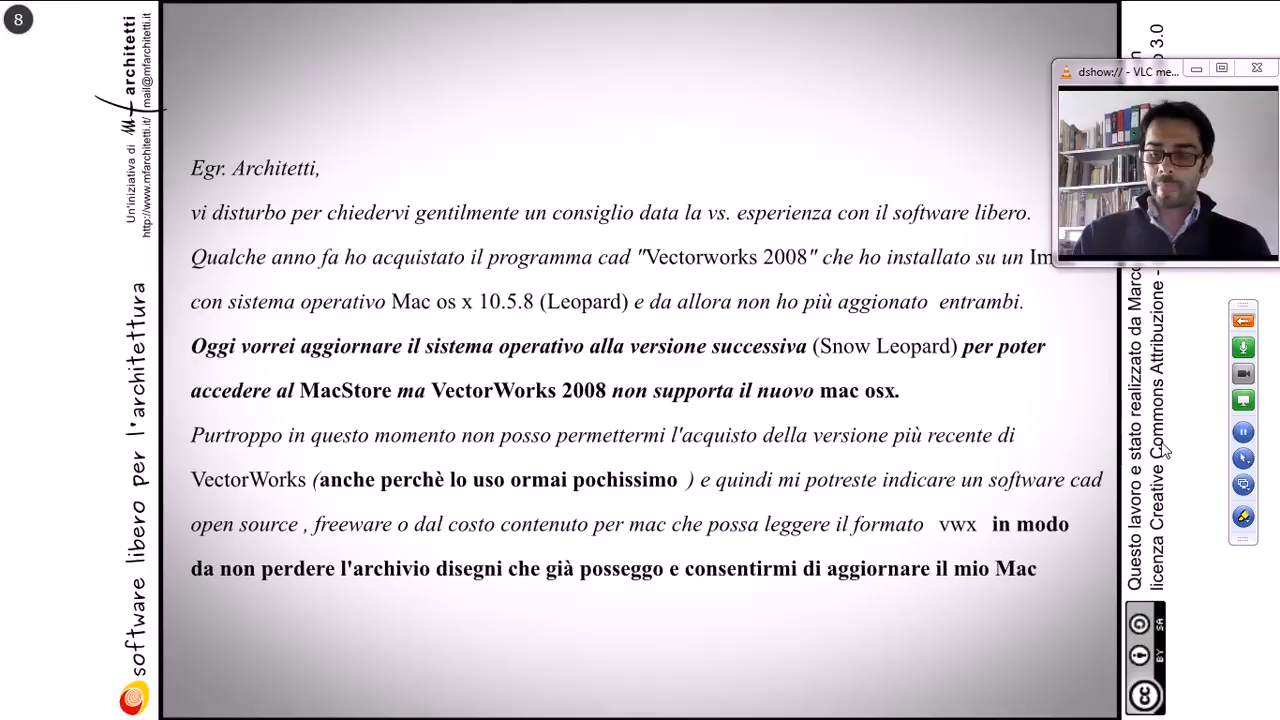 8
Un'iniziativa di architetti
http://www.mfarchitetti.it/ mail@mfarchitetti.it
software libero per l'architettura
Egr. Architetti,
vi disturbo per chiedervi gentilmente un consiglio data la vs. esperienza con il software libero.
Qualche anno fa ho acquistato il programma cad "Vectorworks 2008" che ho installato su un
con sistema operativo Mac os x 10.5.8 (Leopard) e da allora non ho più aggionato entrambi.
Oggi vorrei aggiornare il sistema operativo alla versione successiva (Snow Leopard) per poter
accedere al MacStore ma VectorWorks 2008 non supporta il nuovo mac osx.
Purtroppo in questo momento non posso permettermi l'acquisto della versione più recente di
VectorWorks (anche perchè lo uso ormai pochissimo ) e quindi mi potreste indicare un software cad
open source , freeware o dal costo contenuto per mac che possa leggere il formato vwx in modo
da non perdere l'archivio disegni che già posseggo e consentirmi di aggiornare il mio Mac
dshow:// - VLC me...
Questo lavoro e stato realizzato da
licenza Creative Commons Attribuzione - 3.0
cc BY SA